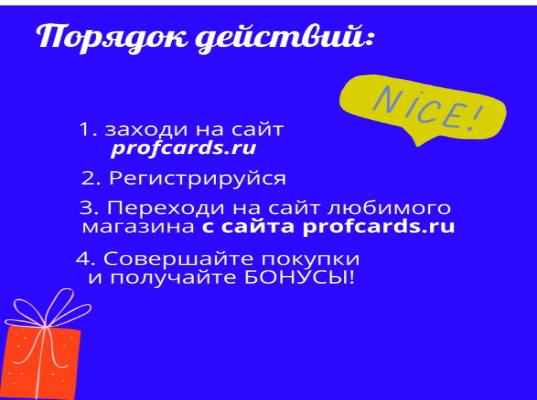 Порядок действий:
NiCE!
1. заходи на сайт
profcards.ru
2. Регистрируйся
3. Переходи на сайт любимого
магазина с сайта profcards.ru
4. Совершайте покупки
и получайте БОНУСЫ!